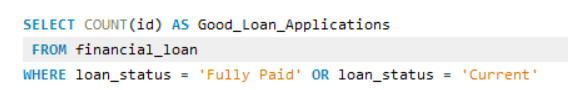 SELECT COUNT(id) AS Good_Loan_Applications
FROM financial_loan
WHERE loan_status = 'Fully Paid' OR loan_status = 'Current'